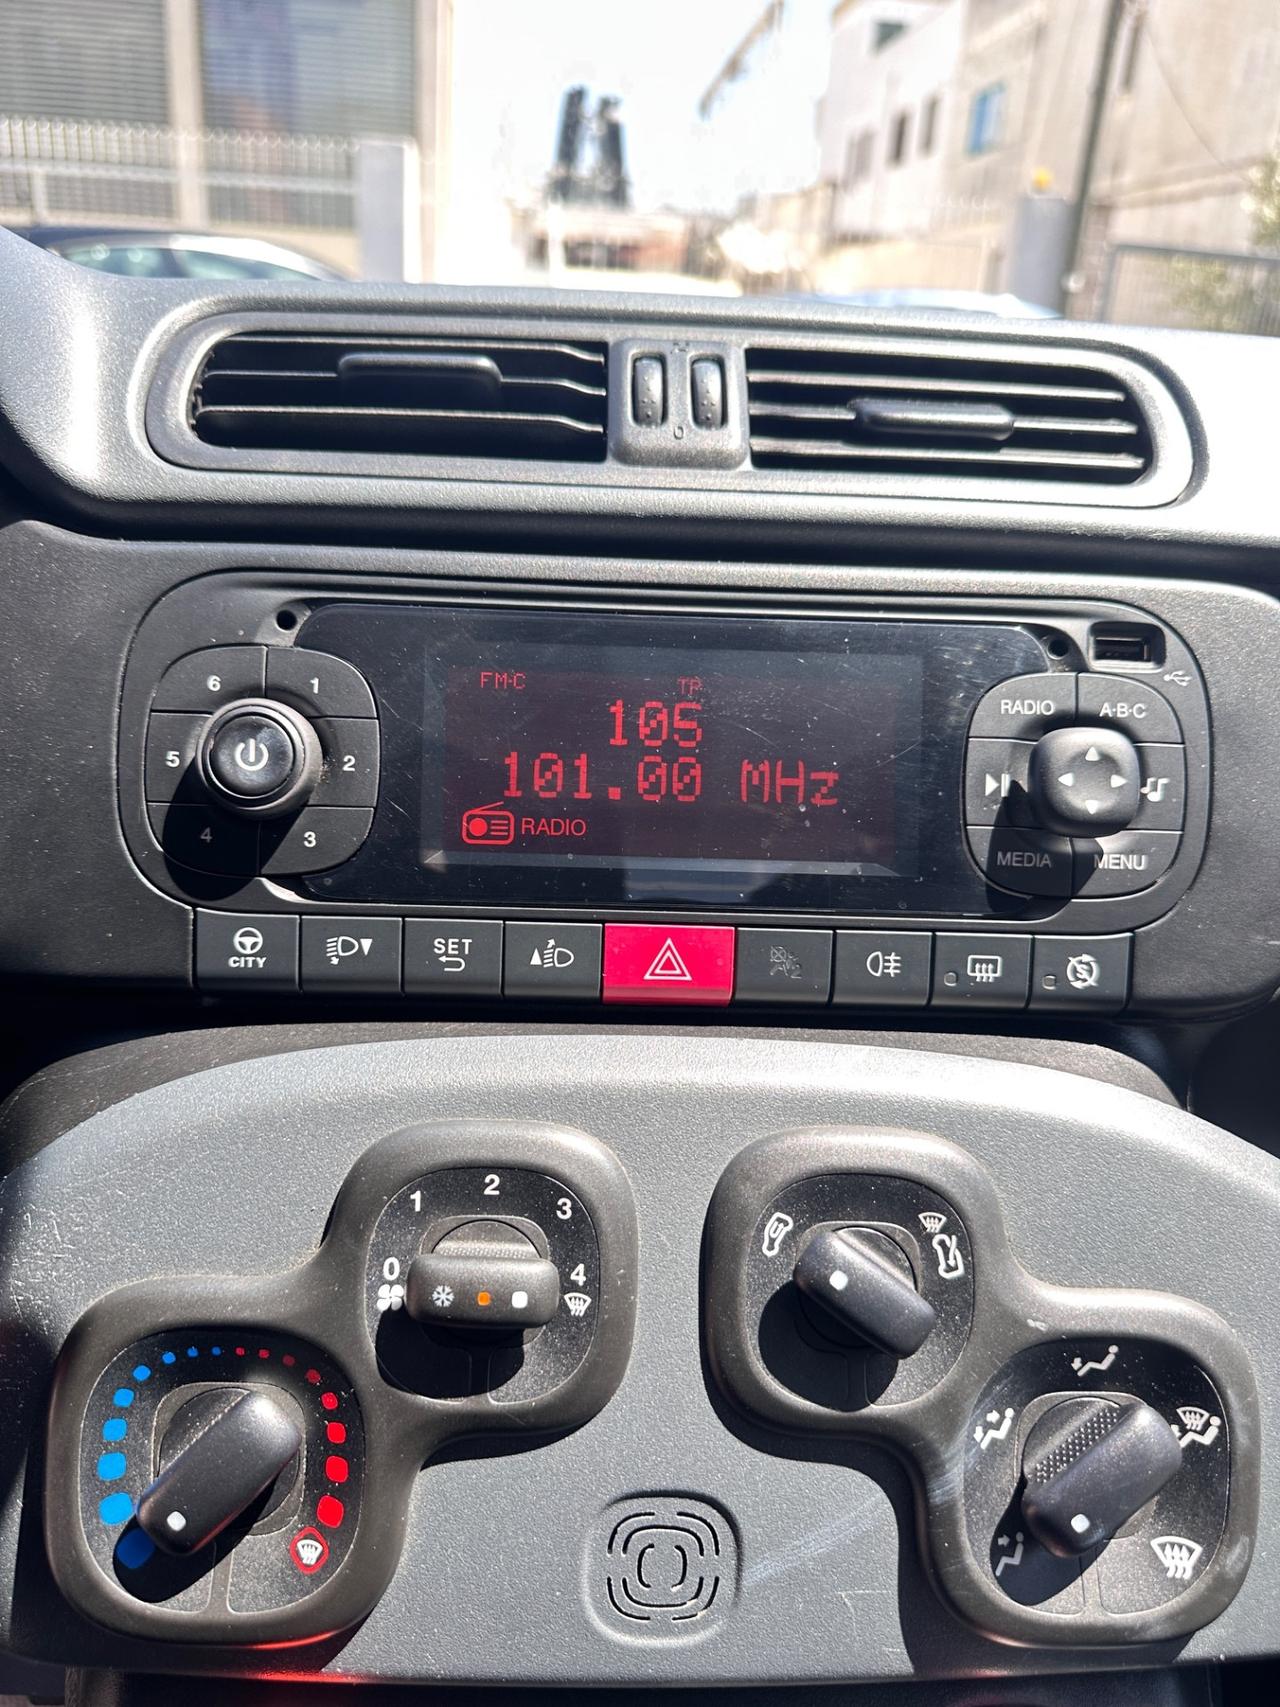 FM-C
TP
105
101.00 MHz
RADIO
6
1
5
2
4
3
RADIO
A·B·C
MEDIA
MENU
CITY
SET
0
1
2
3
4